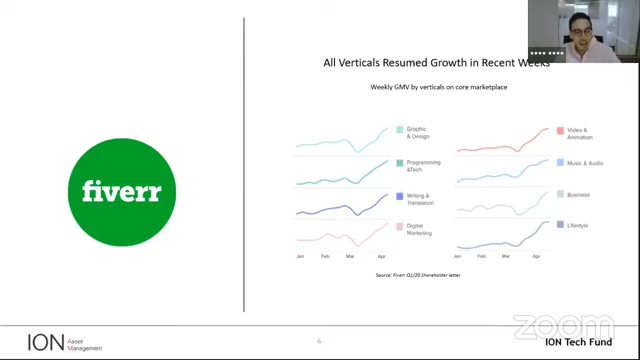 All Verticals Resumed Growth in Recent Weeks
Weekly GMV by verticals on core marketplace
fiverr
Graphic
& Design
Programming
&Tech
Writing &
Translation
Digital
Marketing
Jan Feb. Mar Apr
Video &
Animation
Music & Audio
Business
Lifestyle
Jan Feb. Mar Apr
Source: Fiverr Q1/20 Shareholder letter
zoom
ION Asset
Management
6
ION Tech Fund